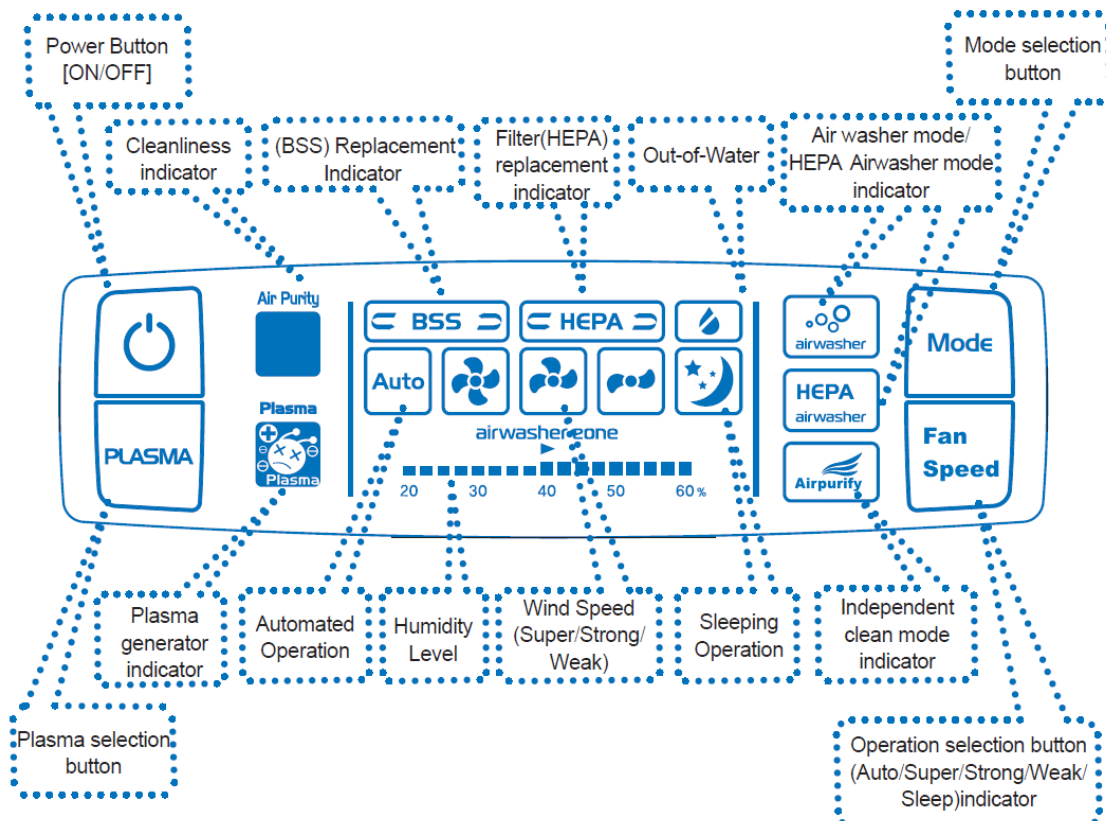 Power Button
[ON/OFF]
Mode selection
button
Cleanliness
indicator
(BSS) Replacement
Indicator
Filter(HEPA)
replacement
indicator
Out-of-Water
Air washer mode/
HEPA Airwasher mode
indicator
Air Purity
BSS
HEPA
airwasher
Mode
Auto
HEPA
airwasher
Plasma
PLASMA
Plasma
airwasher zone
20 30 40 50 60%
Airpurify
Fan
Speed
Plasma
generator
indicator
Automated
Operation
Humidity
Level
Wind Speed
(Super/Strong/
Weak)
Sleeping
Operation
Independent
clean mode
indicator
Plasma selection
button
Operation selection button
(Auto/Super/Strong/Weak/
Sleep)indicator